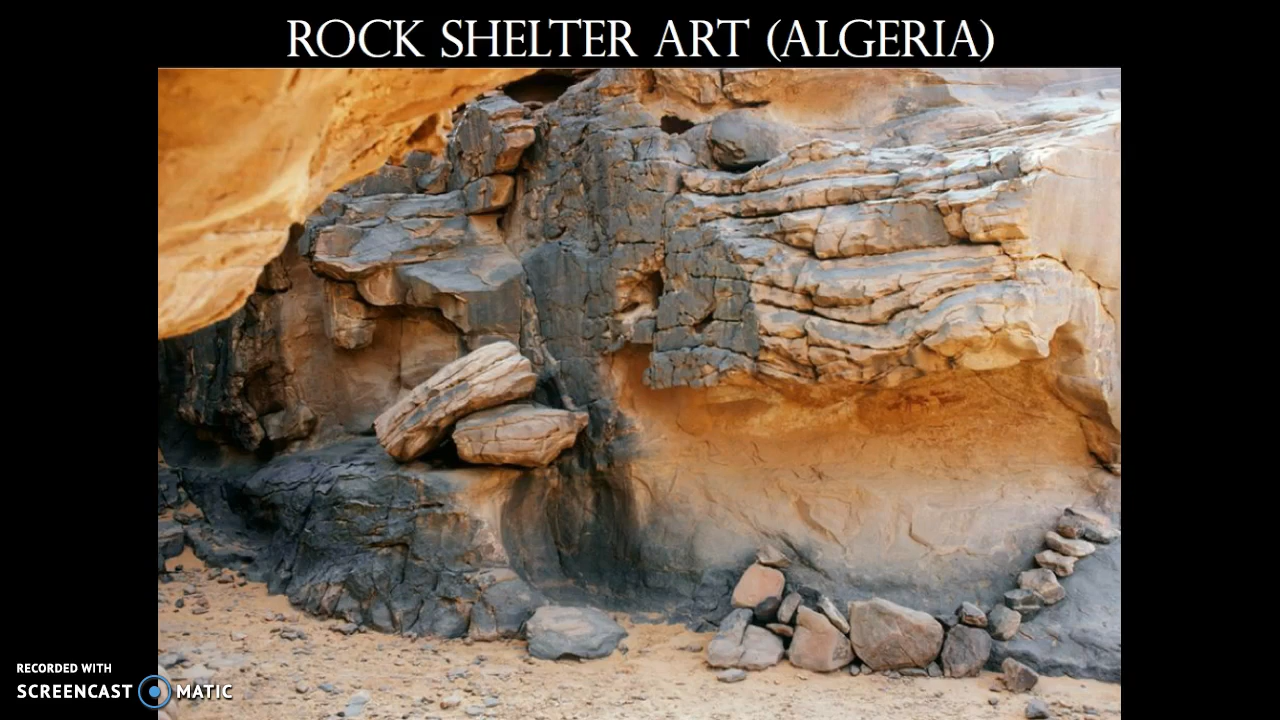 ROCK SHELTER ART (ALGERIA)
RECORDED WITH
SCREENCAST MATIC